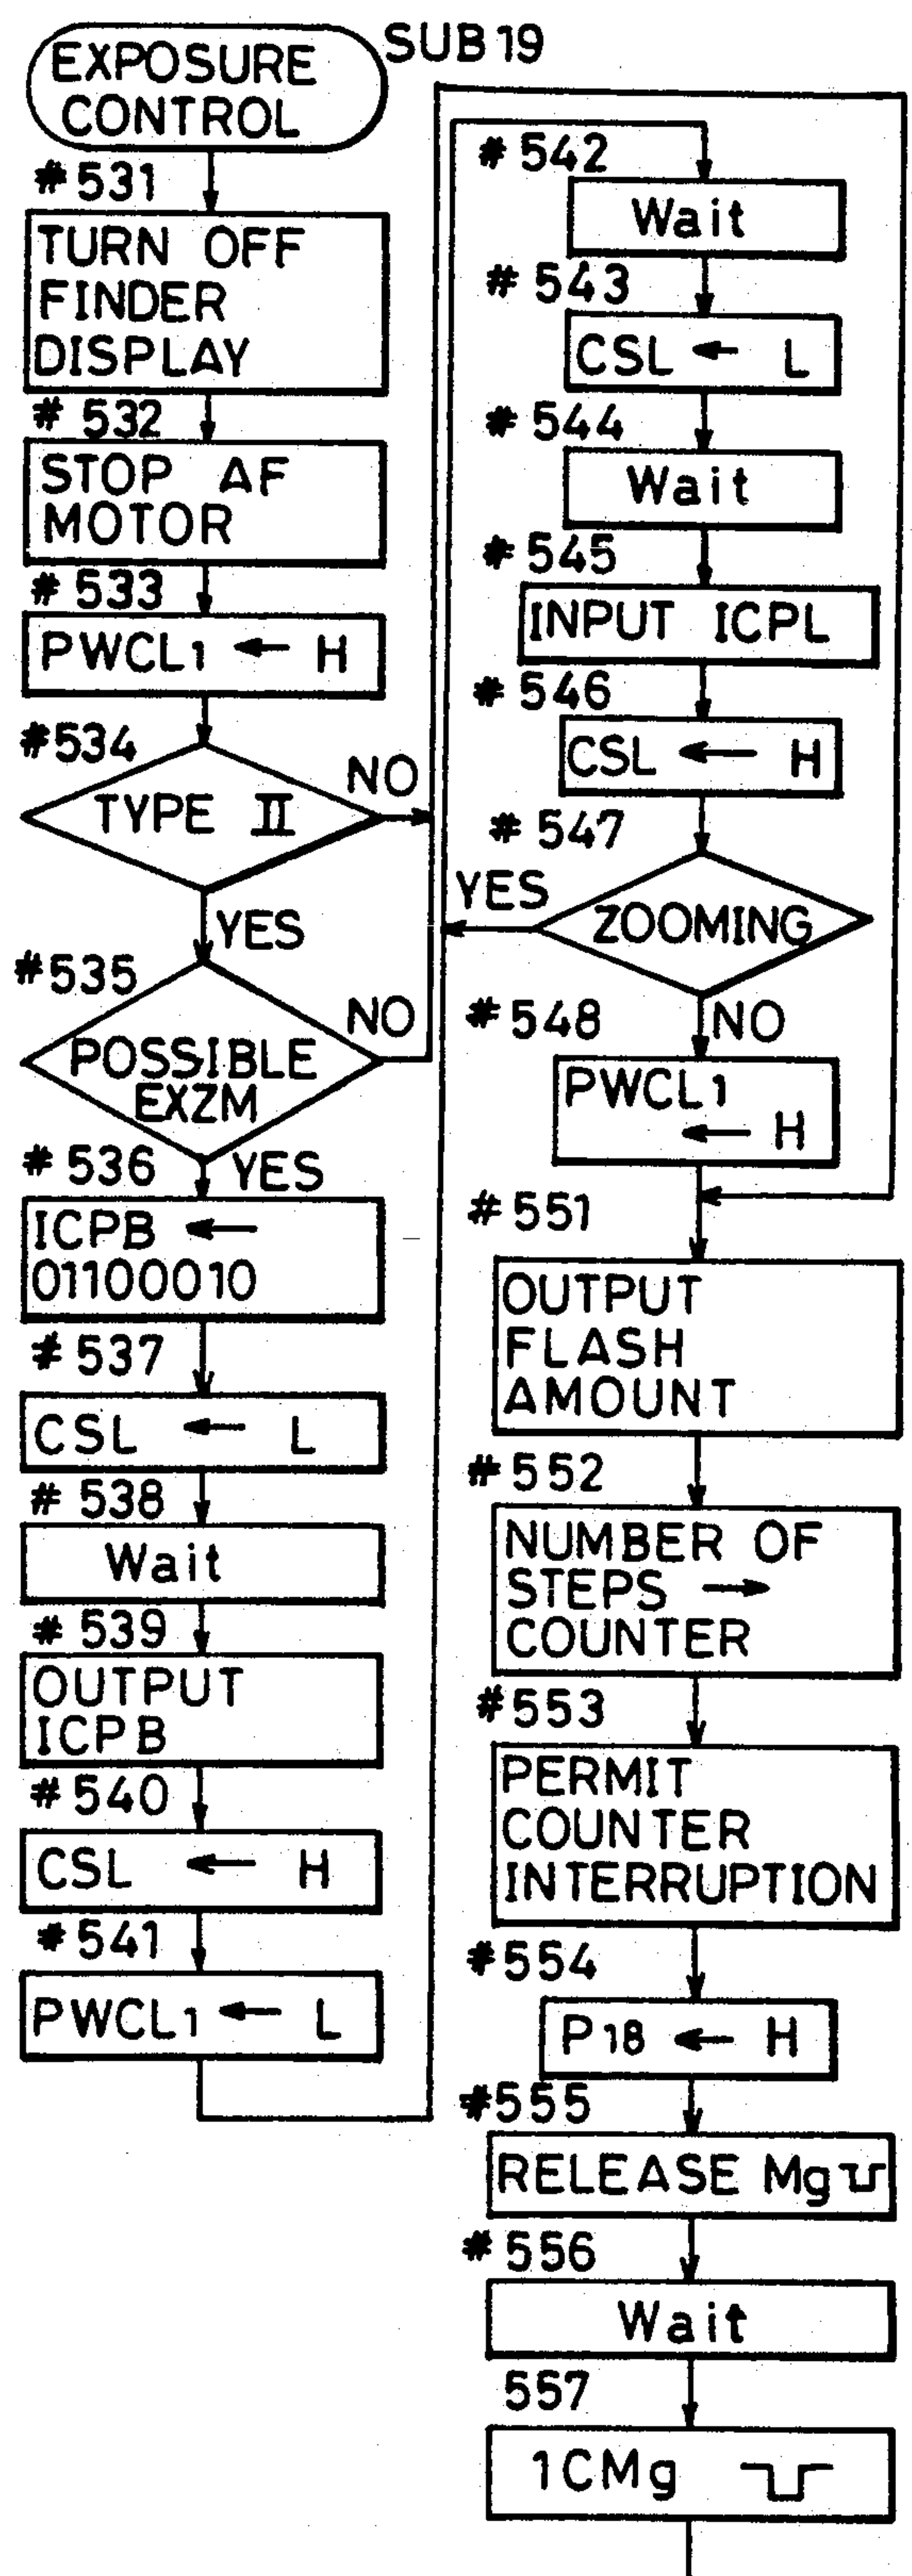 SUB 19
EXPOSURE
CONTROL
#531
TURN OFF
FINDER
DISPLAY
#532
STOP AF
MOTOR
#533
PWCL1 ← H
#534
TYPE II
NO
YES
#535
POSSIBLE
EXZM
NO
YES
#536
ICPB ←
01100010
#537
CSL ← L
#538
Wait
#539
OUTPUT
ICPB
#540
CSL ← H
#541
PWCL1 ← L
#542
Wait
#543
CSL ← L
#544
Wait
#545
INPUT ICPL
#546
CSL ← H
#547
YES
ZOOMING
NO
#548
PWCL1
← H
#551
OUTPUT
FLASH
AMOUNT
#552
NUMBER OF
STEPS →
COUNTER
#553
PERMIT
COUNTER
INTERRUPTION
#554
P18 ← H
#555
RELEASE Mg
#556
Wait
557
1CMg